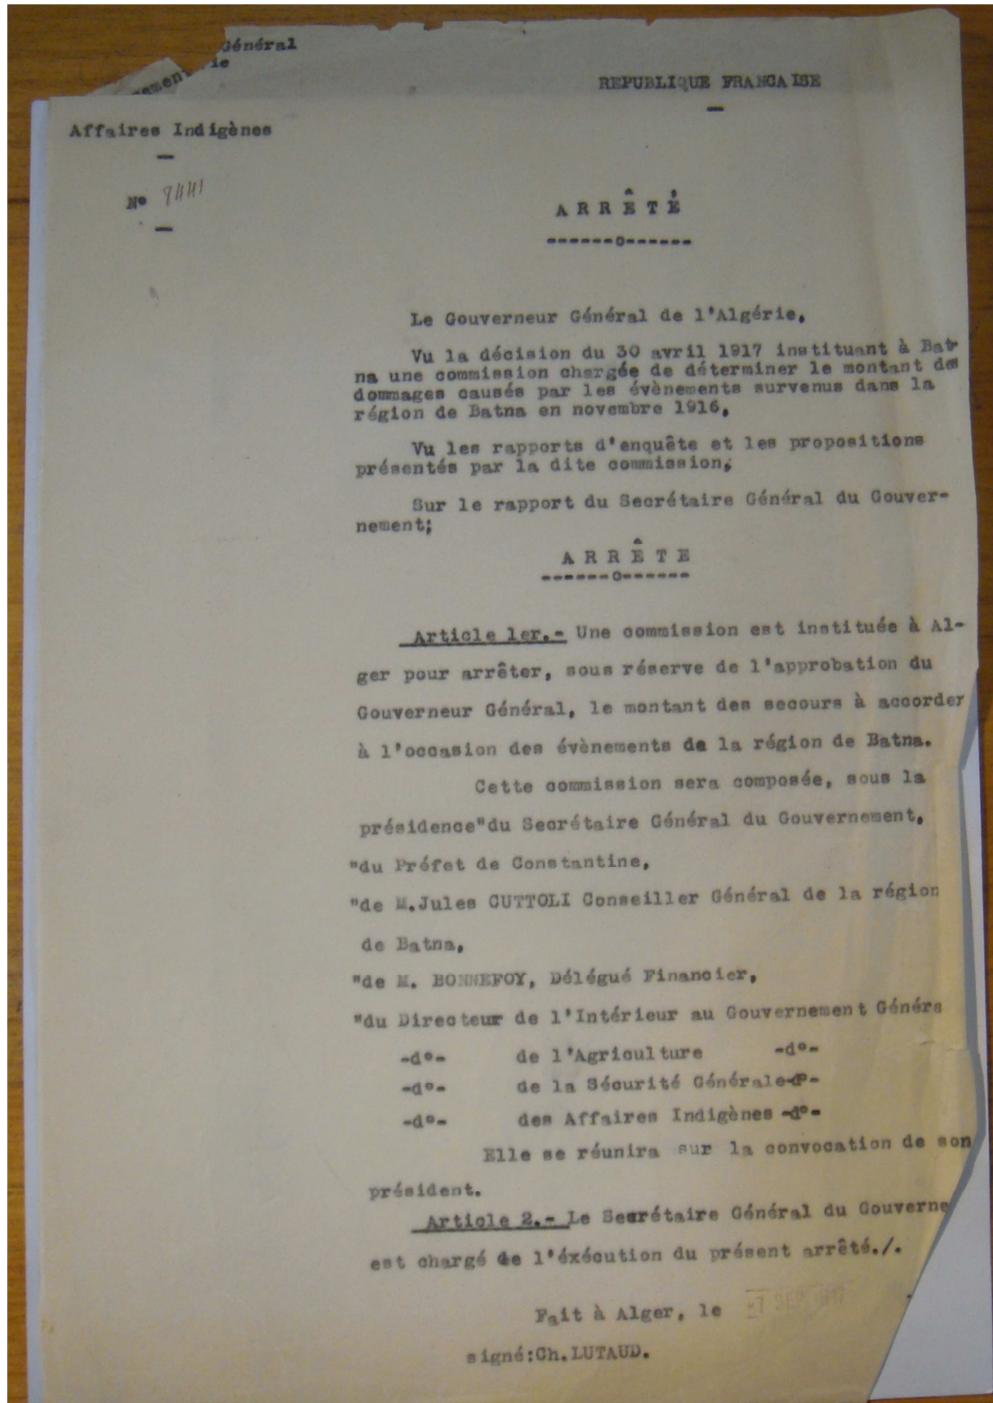 Général
ie
REPUBLIQUE FRANCAISE
Affaires Indigènes
N° 8441
ARRÊTÉ
------o------
Le Gouverneur Général de l'Algérie,
Vu la décision du 30 avril 1917 instituant à Bat-
na une commission chargée de déterminer le montant des
dommages causés par les évènements survenus dans la
région de Batna en novembre 1916,
Vu les rapports d'enquête et les propositions
présentés par la dite commission,
Sur le rapport du Secrétaire Général du Gouver-
nement;
ARRÊTE
------o------
Article 1er.- Une commission est instituée à Al-
ger pour arrêter, sous réserve de l'approbation du
Gouverneur Général, le montant des secours à accorder
à l'occasion des évènements de la région de Batna.
Cette commission sera composée, sous la
présidence"du Secrétaire Général du Gouvernement,
"du Préfet de Constantine,
"de M.Jules CUTTOLI Conseiller Général de la région
de Batna,
"de M. BONNEFOY, Délégué Financier,
"du Directeur de l'Intérieur au Gouvernement Généra
-d°- de l'Agriculture -d°-
-d°- de la Sécurité Générale-d°-
-d°- des Affaires Indigènes -d°-
Elle se réunira sur la convocation de son
président.
Article 2.- Le Secrétaire Général du Gouverne
est chargé de l'éxécution du présent arrêté./.
Fait à Alger, le -7 SEP 1917
signé:Ch.LUTAUD.